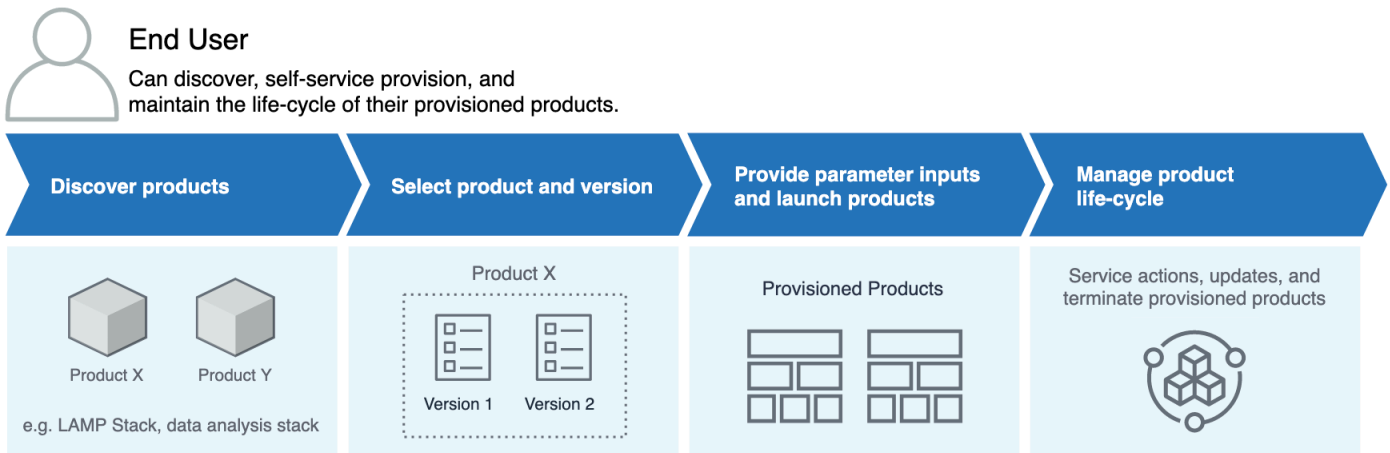 End User
Can discover, self-service provision, and
maintain the life-cycle of their provisioned products.
Discover products
Select product and version
Provide parameter inputs
and launch products
Manage product
life-cycle
Product X
Product Y
e.g. LAMP Stack, data analysis stack
Product X
Version 1
Version 2
Provisioned Products
Service actions, updates, and
terminate provisioned products